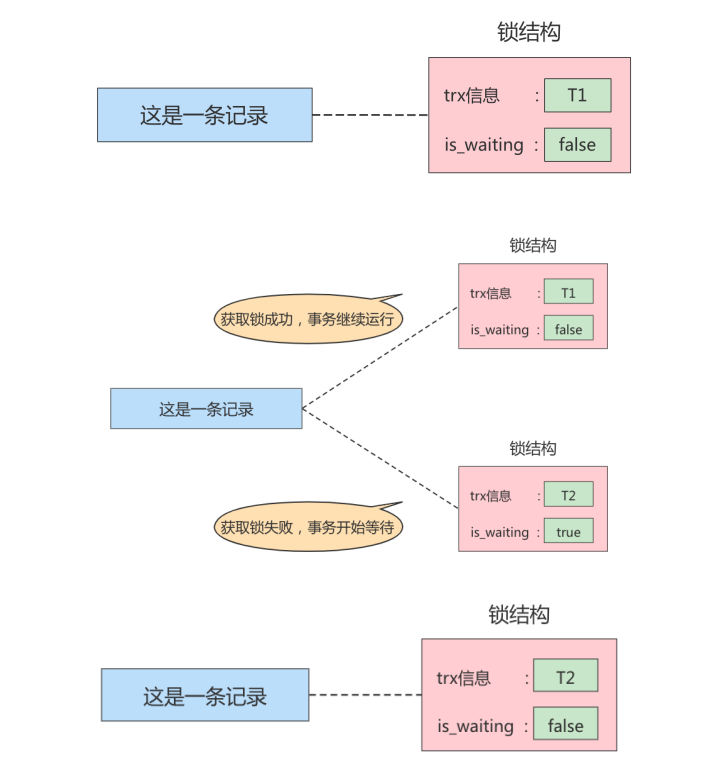 锁结构
这是一条记录
trx信息 : T1
is_waiting : false
锁结构
trx信息 : T1
获取锁成功，事务继续运行
is_waiting : false
这是一条记录
锁结构
trx信息 : T2
获取锁失败，事务开始等待
is_waiting : true
锁结构
这是一条记录
trx信息 : T2
is_waiting : false